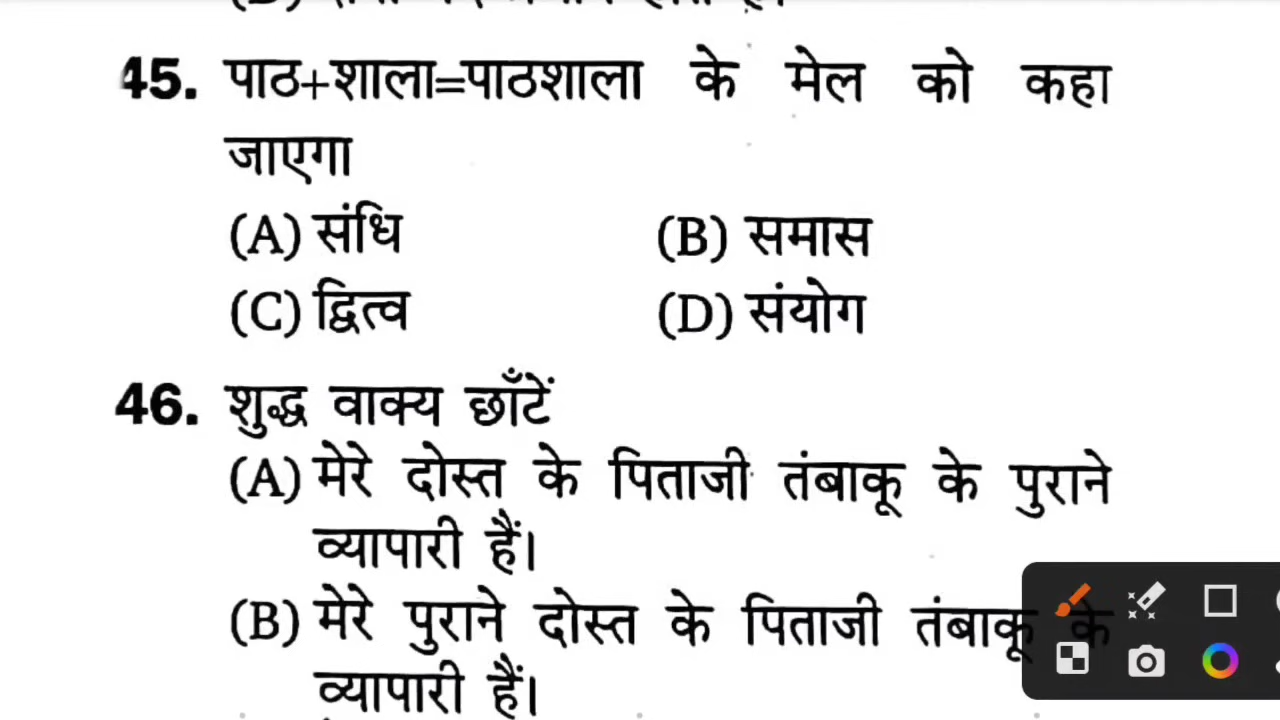 45. पाठ+शाला=पाठशाला के मेल को कहा
जाएगा
(A) संधि (B) समास
(C) द्वित्व (D) संयोग
46. शुद्ध वाक्य छाँटें
(A) मेरे दोस्त के पिताजी तंबाकू के पुराने
व्यापारी हैं।
(B) मेरे पुराने दोस्त के पिताजी तंबाकू के
व्यापारी हैं।